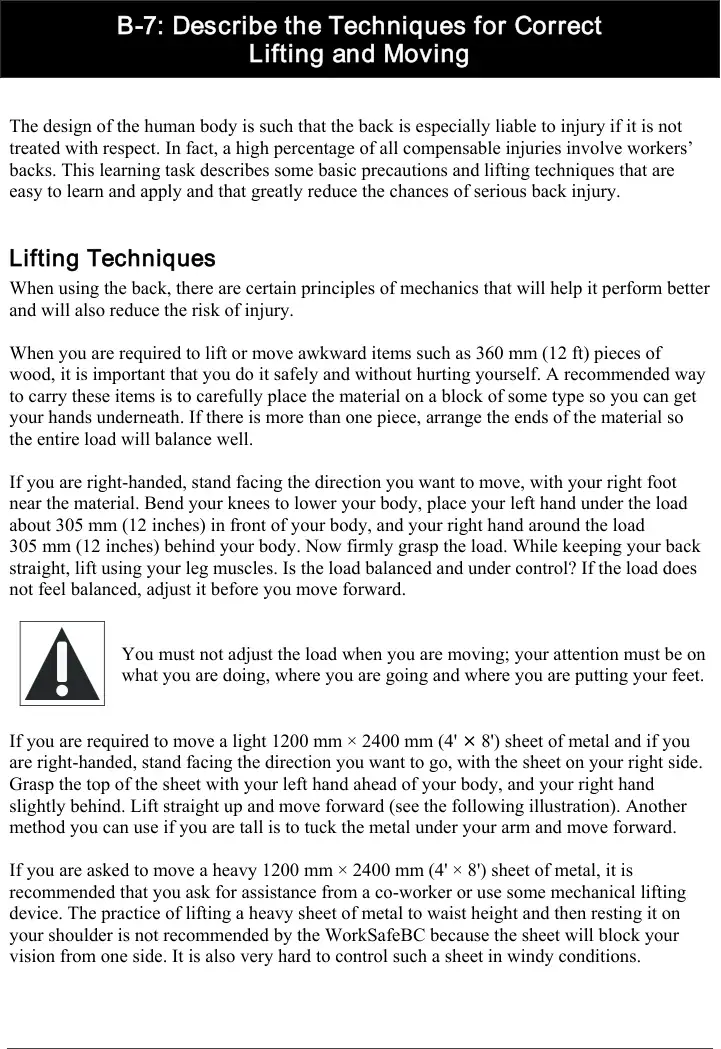 B-7: Describe the Techniques for Correct
Lifting and Moving
The design of the human body is such that the back is especially liable to injury if it is not
treated with respect. In fact, a high percentage of all compensable injuries involve workers’
backs. This learning task describes some basic precautions and lifting techniques that are
easy to learn and apply and that greatly reduce the chances of serious back injury.
Lifting Techniques
When using the back, there are certain principles of mechanics that will help it perform better
and will also reduce the risk of injury.
When you are required to lift or move awkward items such as 360 mm (12 ft) pieces of
wood, it is important that you do it safely and without hurting yourself. A recommended way
to carry these items is to carefully place the material on a block of some type so you can get
your hands underneath. If there is more than one piece, arrange the ends of the material so
the entire load will balance well.
If you are right-handed, stand facing the direction you want to move, with your right foot
near the material. Bend your knees to lower your body, place your left hand under the load
about 305 mm (12 inches) in front of your body, and your right hand around the load
305 mm (12 inches) behind your body. Now firmly grasp the load. While keeping your back
straight, lift using your leg muscles. Is the load balanced and under control? If the load does
not feel balanced, adjust it before you move forward.
You must not adjust the load when you are moving; your attention must be on
what you are doing, where you are going and where you are putting your feet.
If you are required to move a light 1200 mm × 2400 mm (4' × 8') sheet of metal and if you
are right-handed, stand facing the direction you want to go, with the sheet on your right side.
Grasp the top of the sheet with your left hand ahead of your body, and your right hand
slightly behind. Lift straight up and move forward (see the following illustration). Another
method you can use if you are tall is to tuck the metal under your arm and move forward.
If you are asked to move a heavy 1200 mm × 2400 mm (4' × 8') sheet of metal, it is
recommended that you ask for assistance from a co-worker or use some mechanical lifting
device. The practice of lifting a heavy sheet of metal to waist height and then resting it on
your shoulder is not recommended by the WorkSafeBC because the sheet will block your
vision from one side. It is also very hard to control such a sheet in windy conditions.